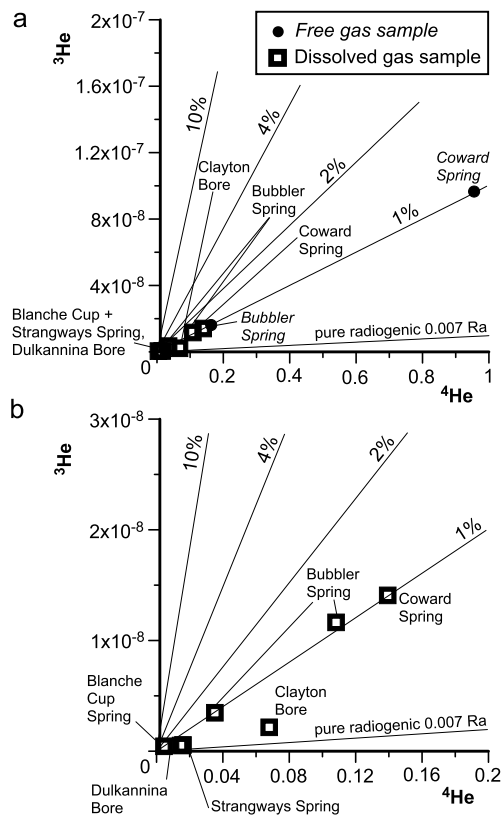 a
³He
2x10⁻⁷
1.6x10⁻⁷
1.2x10⁻⁷
8x10⁻⁸
4x10⁻⁸
Free gas sample
Dissolved gas sample
10%
4%
2%
1%
Clayton
Bore
Bubbler
Spring
Coward
Spring
Coward
Spring
Bubbler
Spring
Blanche Cup +
Strangways Spring,
Dulkannina Bore
pure radiogenic 0.007 Ra
0 0.2 0.4 0.6 0.8 1
⁴He
b
³He
3x10⁻⁸
2x10⁻⁸
1x10⁻⁸
10%
4%
2%
1%
Bubbler
Spring
Coward
Spring
Blanche
Cup
Spring
Clayton
Bore
pure radiogenic 0.007 Ra
0 0.04 0.08 0.12 0.16 0.2
⁴He
Dulkannina
Bore
Strangways Spring